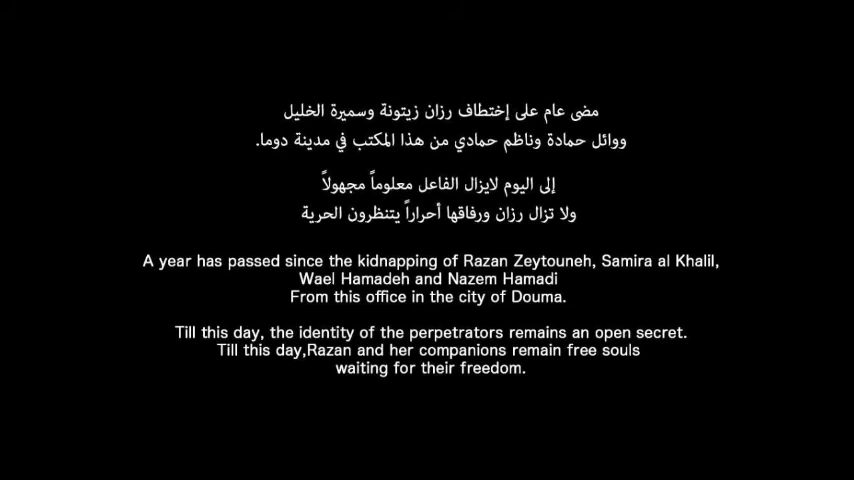 مضى عام على إختطاف رزان زيتونة وسميرة الخليل
ووائل حمادة وناظم حمادي من هذا المكتب في مدينة دوما.
إلى اليوم لايزال الفاعل معلوماً مجهولاً
ولا تزال رزان ورفاقها أحراراً يتنظرون الحرية
A year has passed since the kidnapping of Razan Zeytouneh, Samira al Khalil,
Wael Hamadeh and Nazem Hamadi
From this office in the city of Douma.
Till this day, the identity of the perpetrators remains an open secret.
Till this day,Razan and her companions remain free souls
waiting for their freedom.